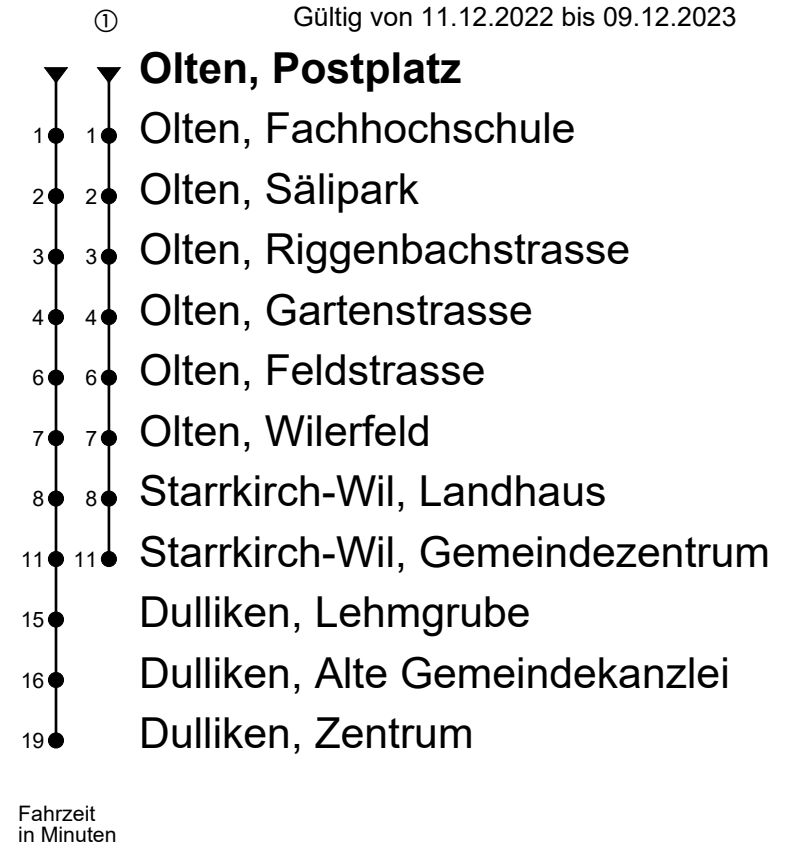 ① Gültig von 11.12.2022 bis 09.12.2023
Olten, Postplatz
1 1 Olten, Fachhochschule
2 2 Olten, Sälipark
3 3 Olten, Riggenbachstrasse
4 4 Olten, Gartenstrasse
6 6 Olten, Feldstrasse
7 7 Olten, Wilerfeld
8 8 Starrkirch-Wil, Landhaus
11 11 Starrkirch-Wil, Gemeindezentrum
15 Dulliken, Lehmgrube
16 Dulliken, Alte Gemeindekanzlei
19 Dulliken, Zentrum
Fahrzeit
in Minuten